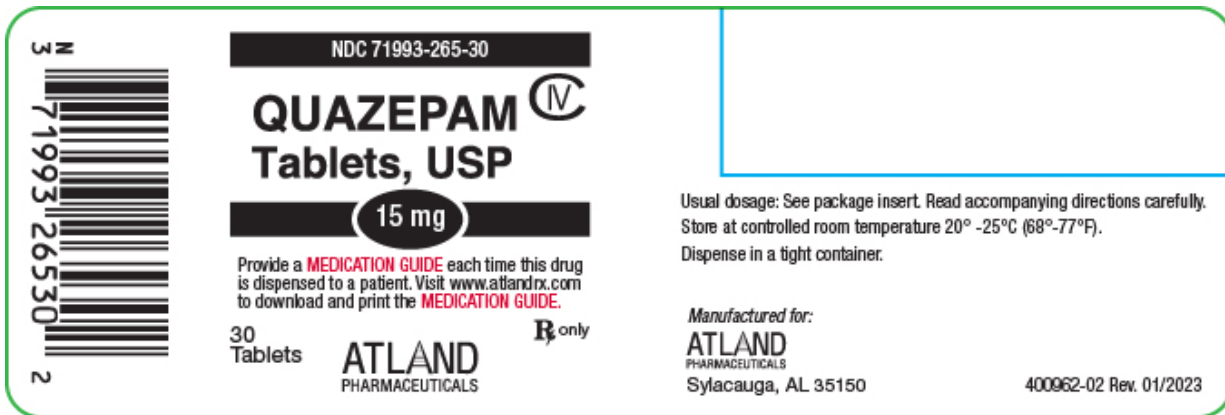 N
3 71993 26530 2
NDC 71993-265-30
QUAZEPAM CIV
Tablets, USP
15 mg
Provide a MEDICATION GUIDE each time this drug
is dispensed to a patient. Visit www.atlandrx.com
to download and print the MEDICATION GUIDE.
30
Tablets
ATLAND
PHARMACEUTICALS
Rx only
Usual dosage: See package insert. Read accompanying directions carefully.
Store at controlled room temperature 20° -25°C (68°-77°F).
Dispense in a tight container.
Manufactured for:
ATLAND
PHARMACEUTICALS
Sylacauga, AL 35150
400962-02 Rev. 01/2023